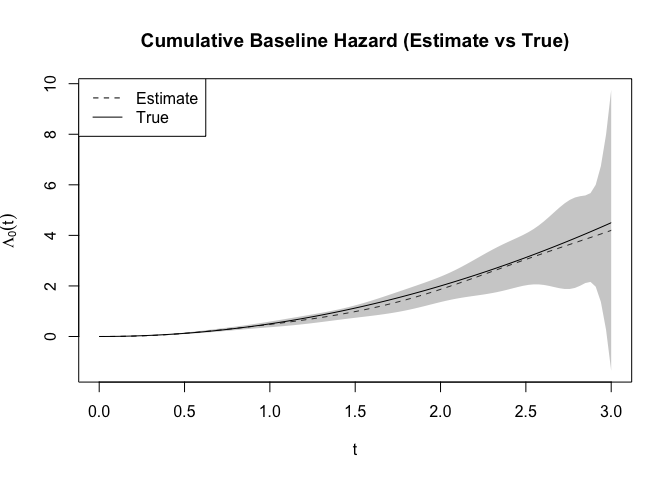 Cumulative Baseline Hazard (Estimate vs True)
Estimate
True
10
8
6
4
2
0
Λ₀(t)
0.0 0.5 1.0 1.5 2.0 2.5 3.0
t